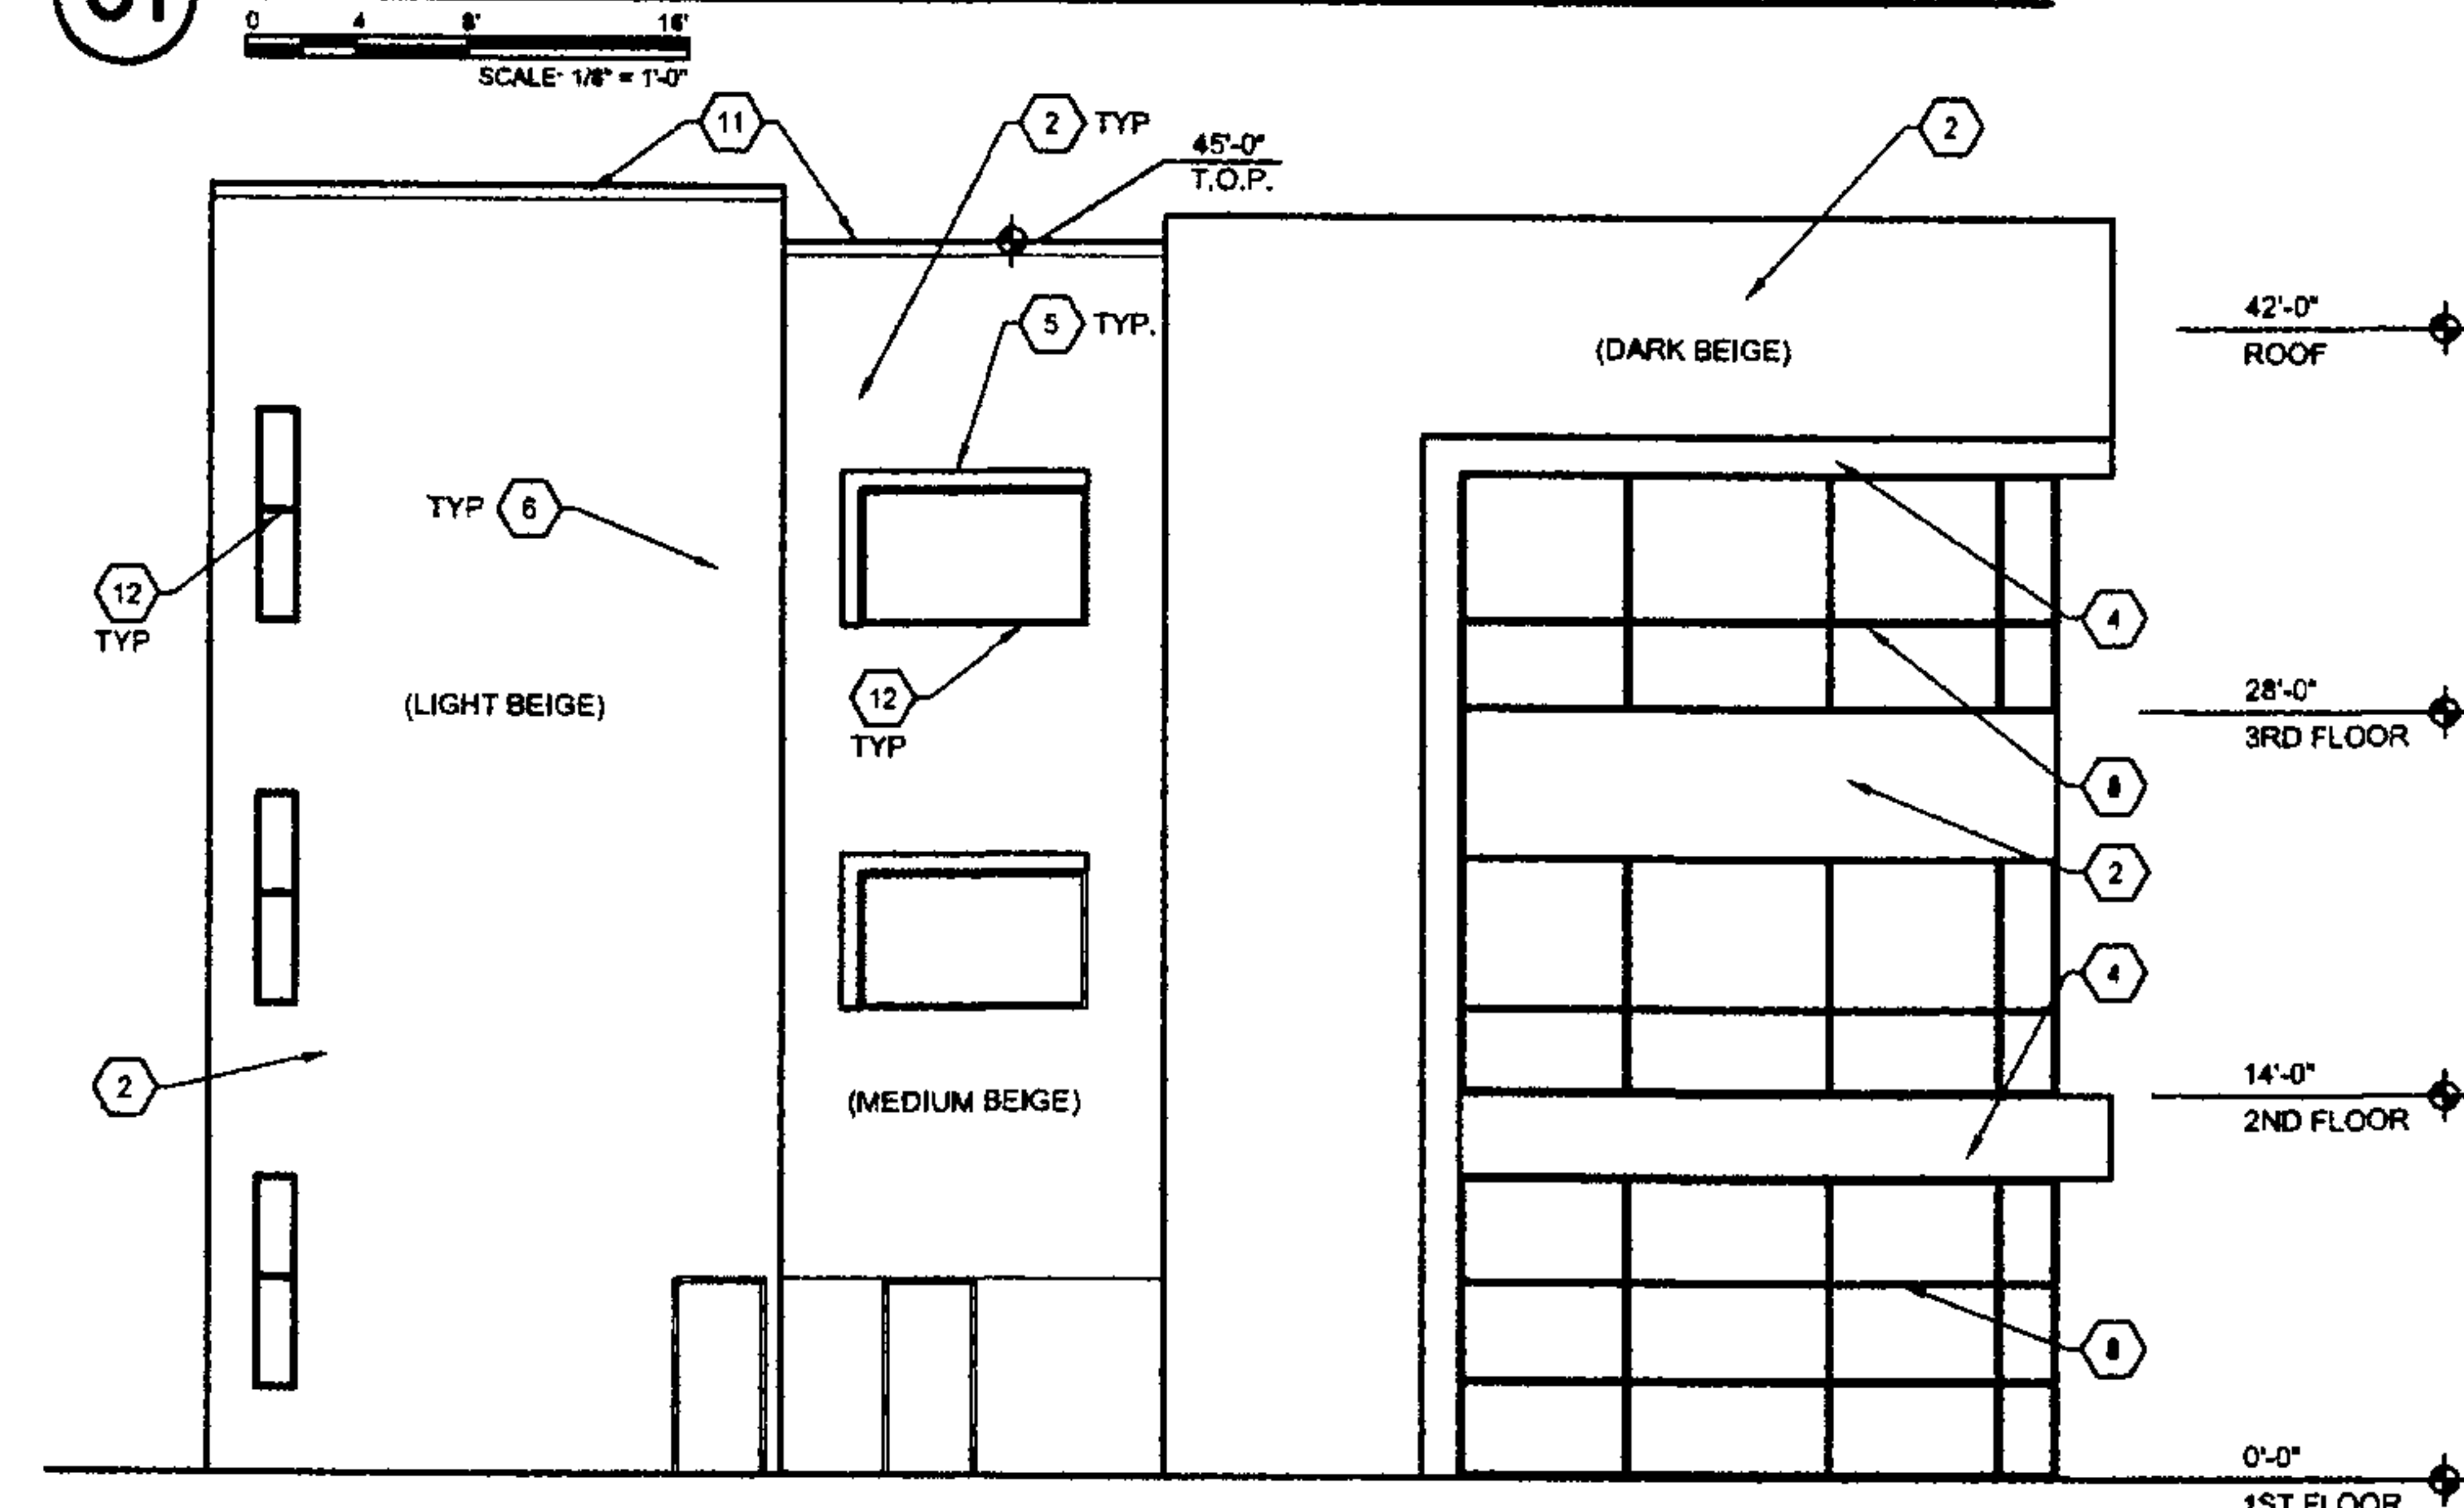 0 4 8' 16'
SCALE: 1/8" = 1'-0"
11
2 TYP
45'-0"
T.O.P.
2
5 TYP.
42'-0"
ROOF
(DARK BEIGE)
TYP 6
12
TYP
4
(LIGHT BEIGE)
12
TYP
28'-0"
3RD FLOOR
8
2
4
2
(MEDIUM BEIGE)
14'-0"
2ND FLOOR
8
0'-0"
1ST FLOOR